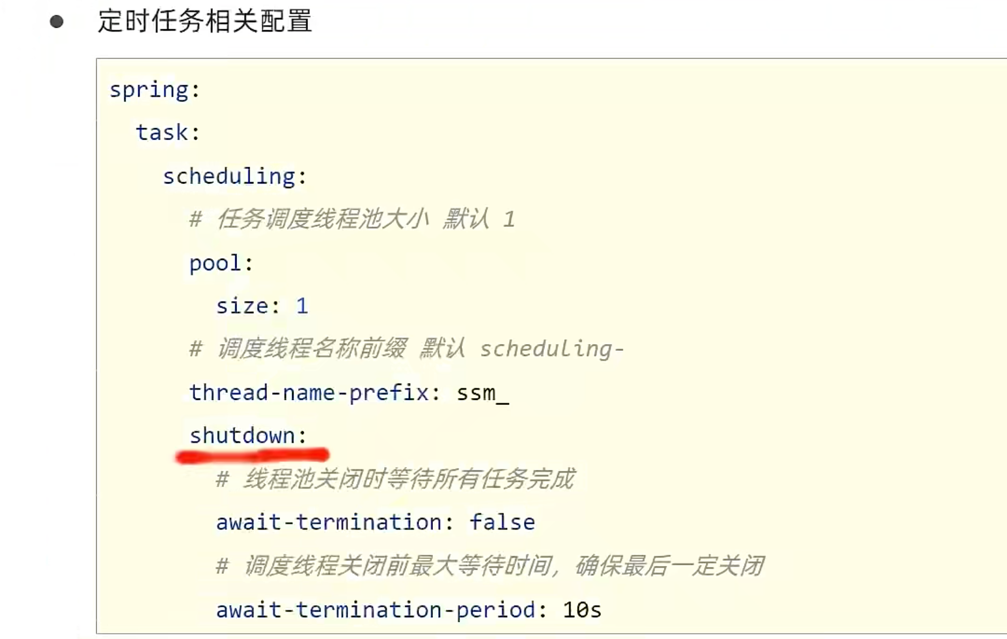 ● 定时任务相关配置
spring:
task:
scheduling:
# 任务调度线程池大小 默认 1
pool:
size: 1
# 调度线程名称前缀 默认 scheduling-
thread-name-prefix: ssm_
shutdown:
# 线程池关闭时等待所有任务完成
await-termination: false
# 调度线程关闭前最大等待时间，确保最后一定关闭
await-termination-period: 10s